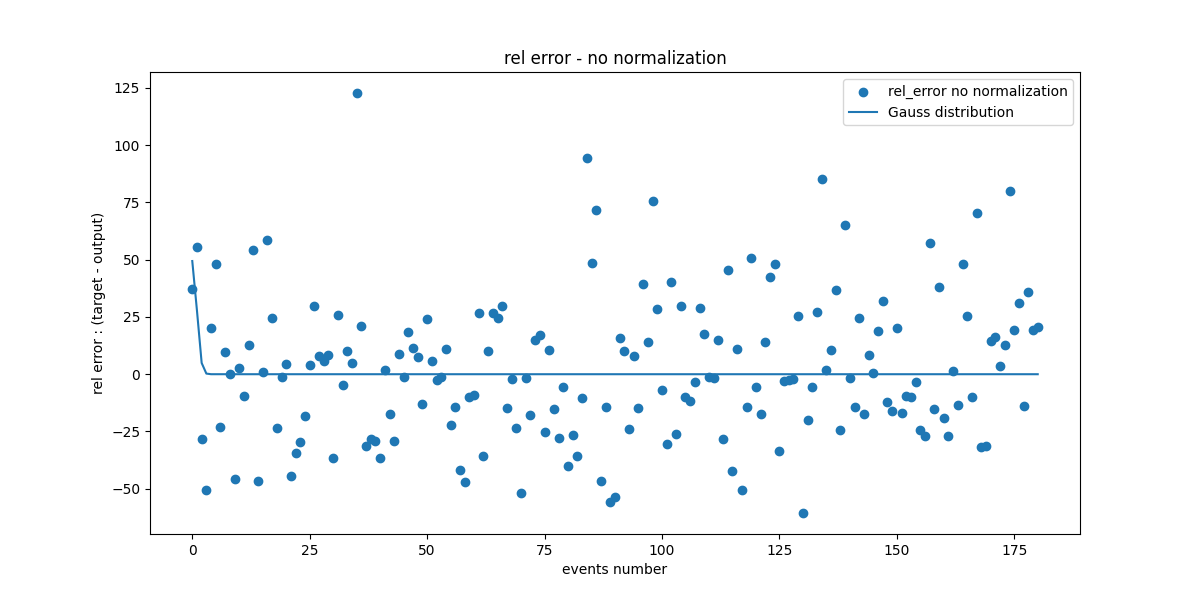 rel error - no normalization
rel_error no normalization
Gauss distribution
125
100
75
50
25
0
−25
−50
rel error : (target - output)
0 25 50 75 100 125 150 175
events number